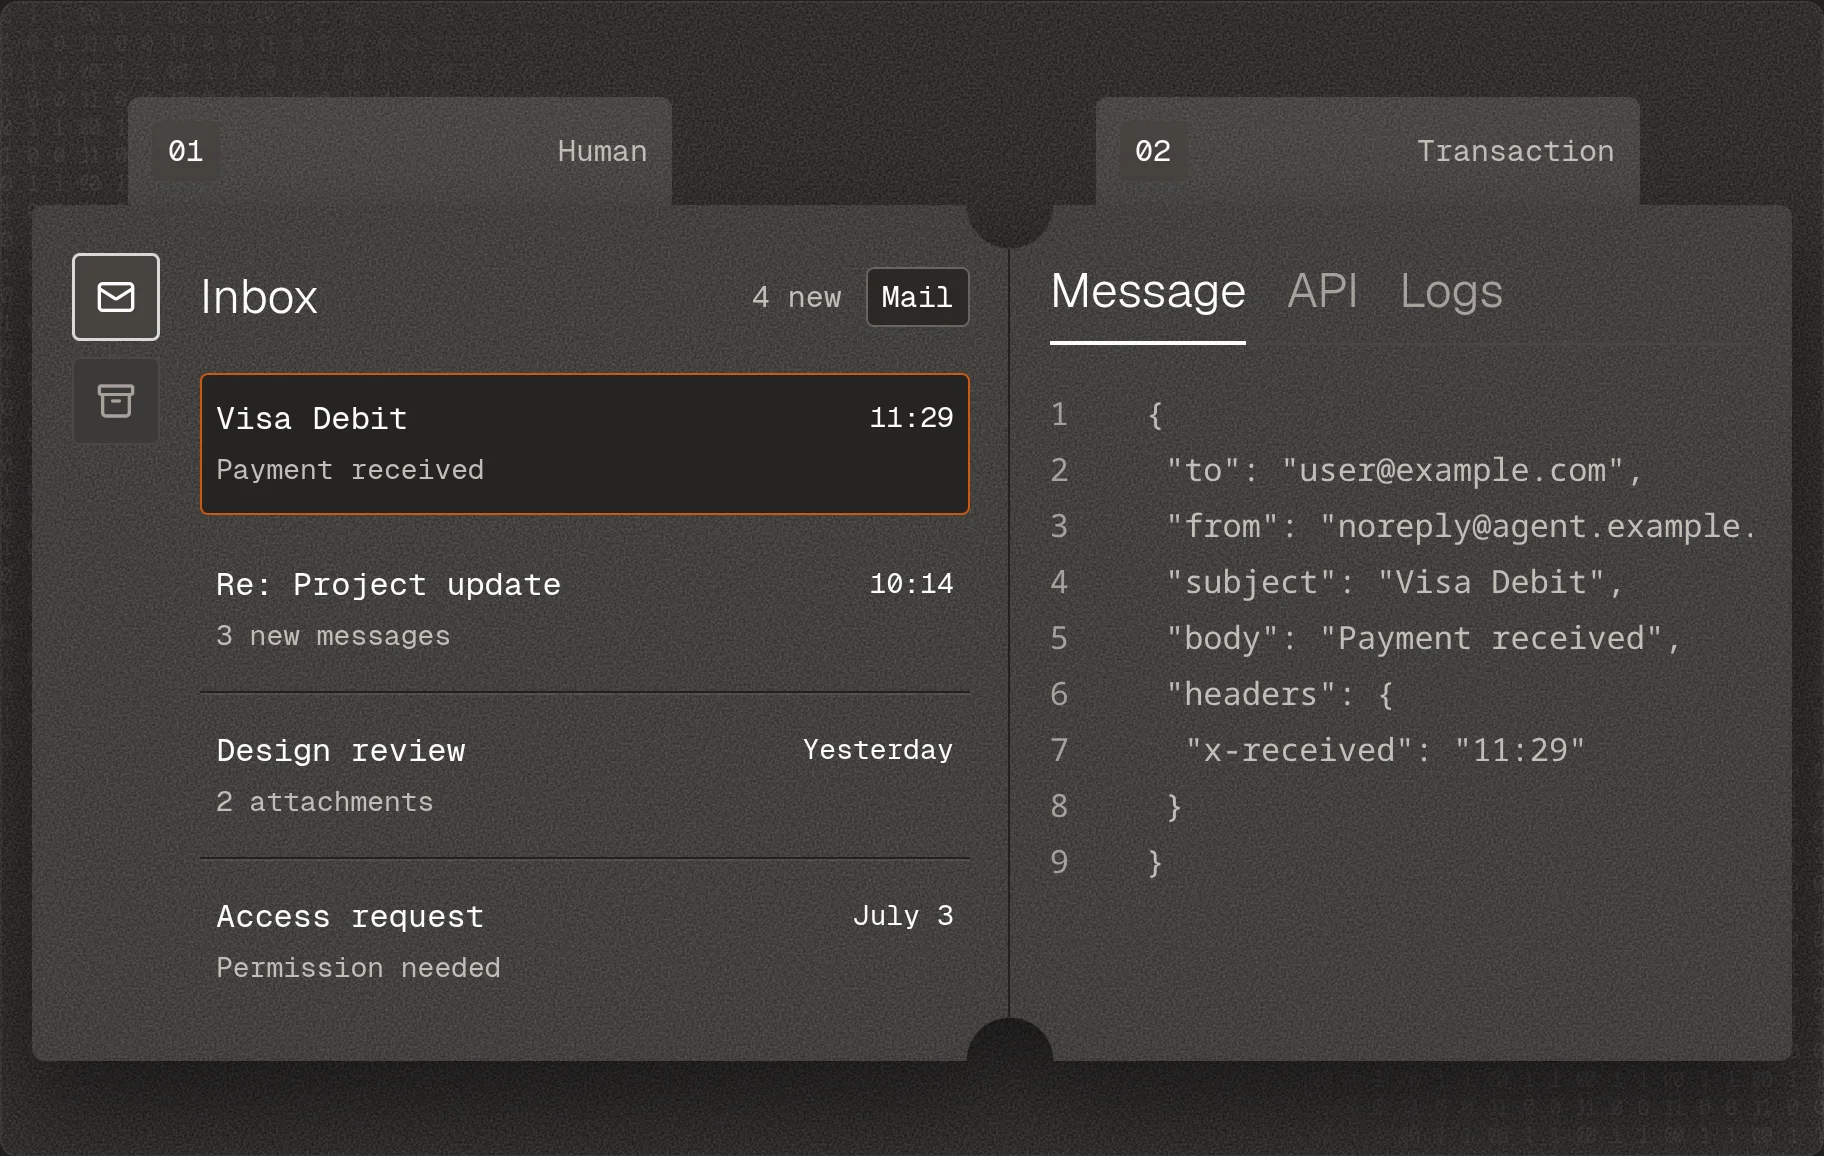 01
Human
Inbox
4 new
Mail
Visa Debit
11:29
Payment received
Re: Project update
10:14
3 new messages
Design review
Yesterday
2 attachments
Access request
July 3
Permission needed
02
Transaction
Message API Logs
1 {
2 "to": "user@example.com",
3 "from": "noreply@agent.example.
4 "subject": "Visa Debit",
5 "body": "Payment received",
6 "headers": {
7 "x-received": "11:29"
8 }
9 }